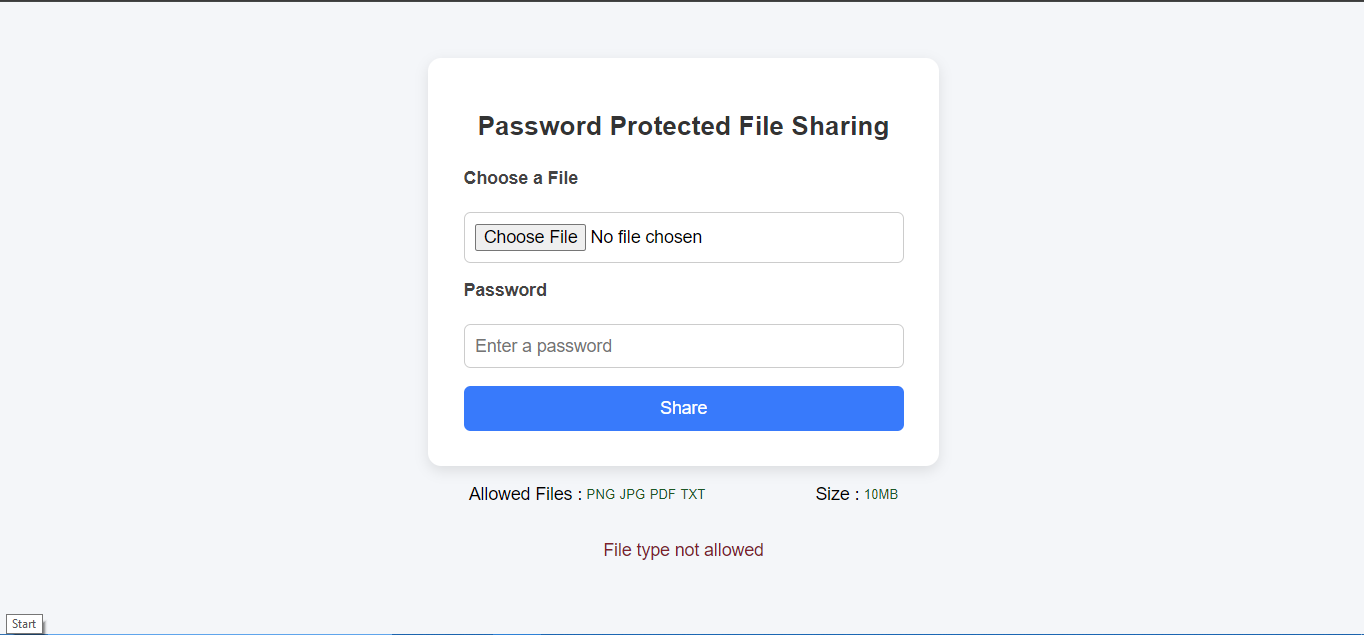 Password Protected File Sharing
Choose a File
Choose File No file chosen
Password
Enter a password
Share
Allowed Files : PNG JPG PDF TXT Size : 10MB
File type not allowed
Start